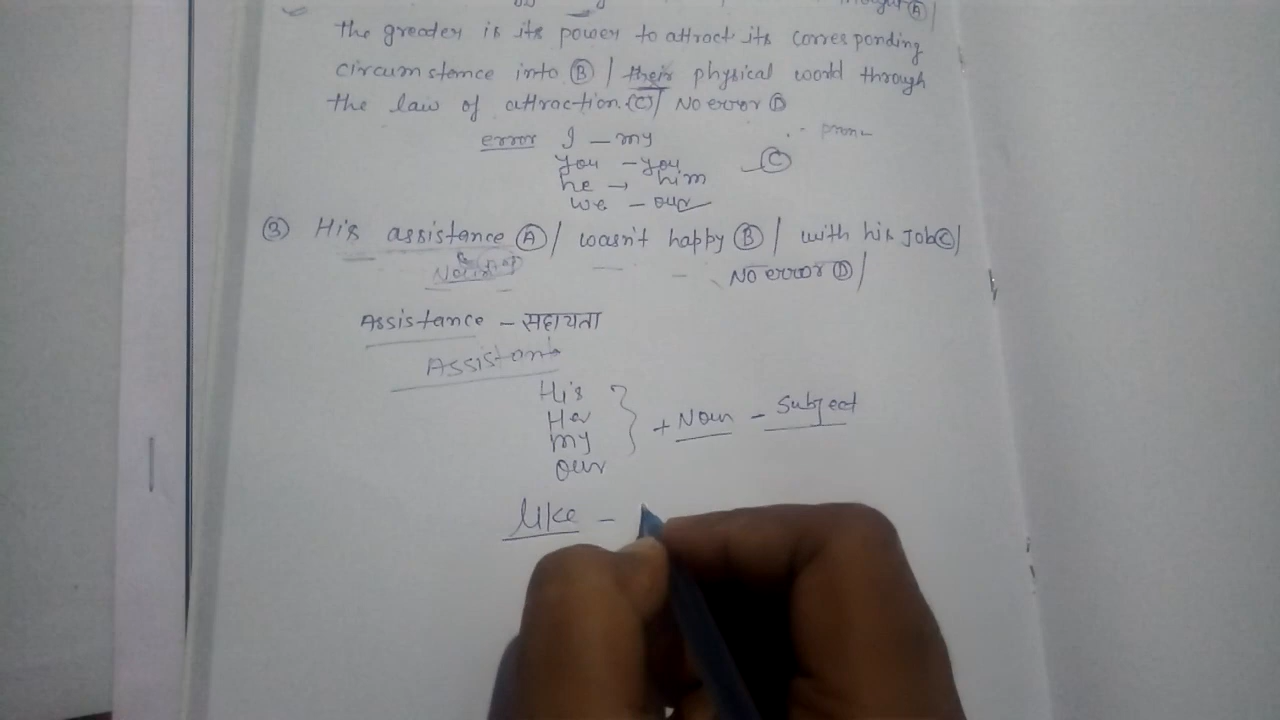 the greater is its power to attract its corresponding
circumstence into Ⓑ / their physical world through
the law of attraction.(C)/ No error Ⓓ
error I – my
you – you
he → him
we – our
Ⓒ
③ His assistance Ⓐ / wasn't happy Ⓑ / with his Job Ⓒ /
No error Ⓓ /
Assistance – सहायता
Assistant
His
Her
my
our
+ Noun – Subject
like –